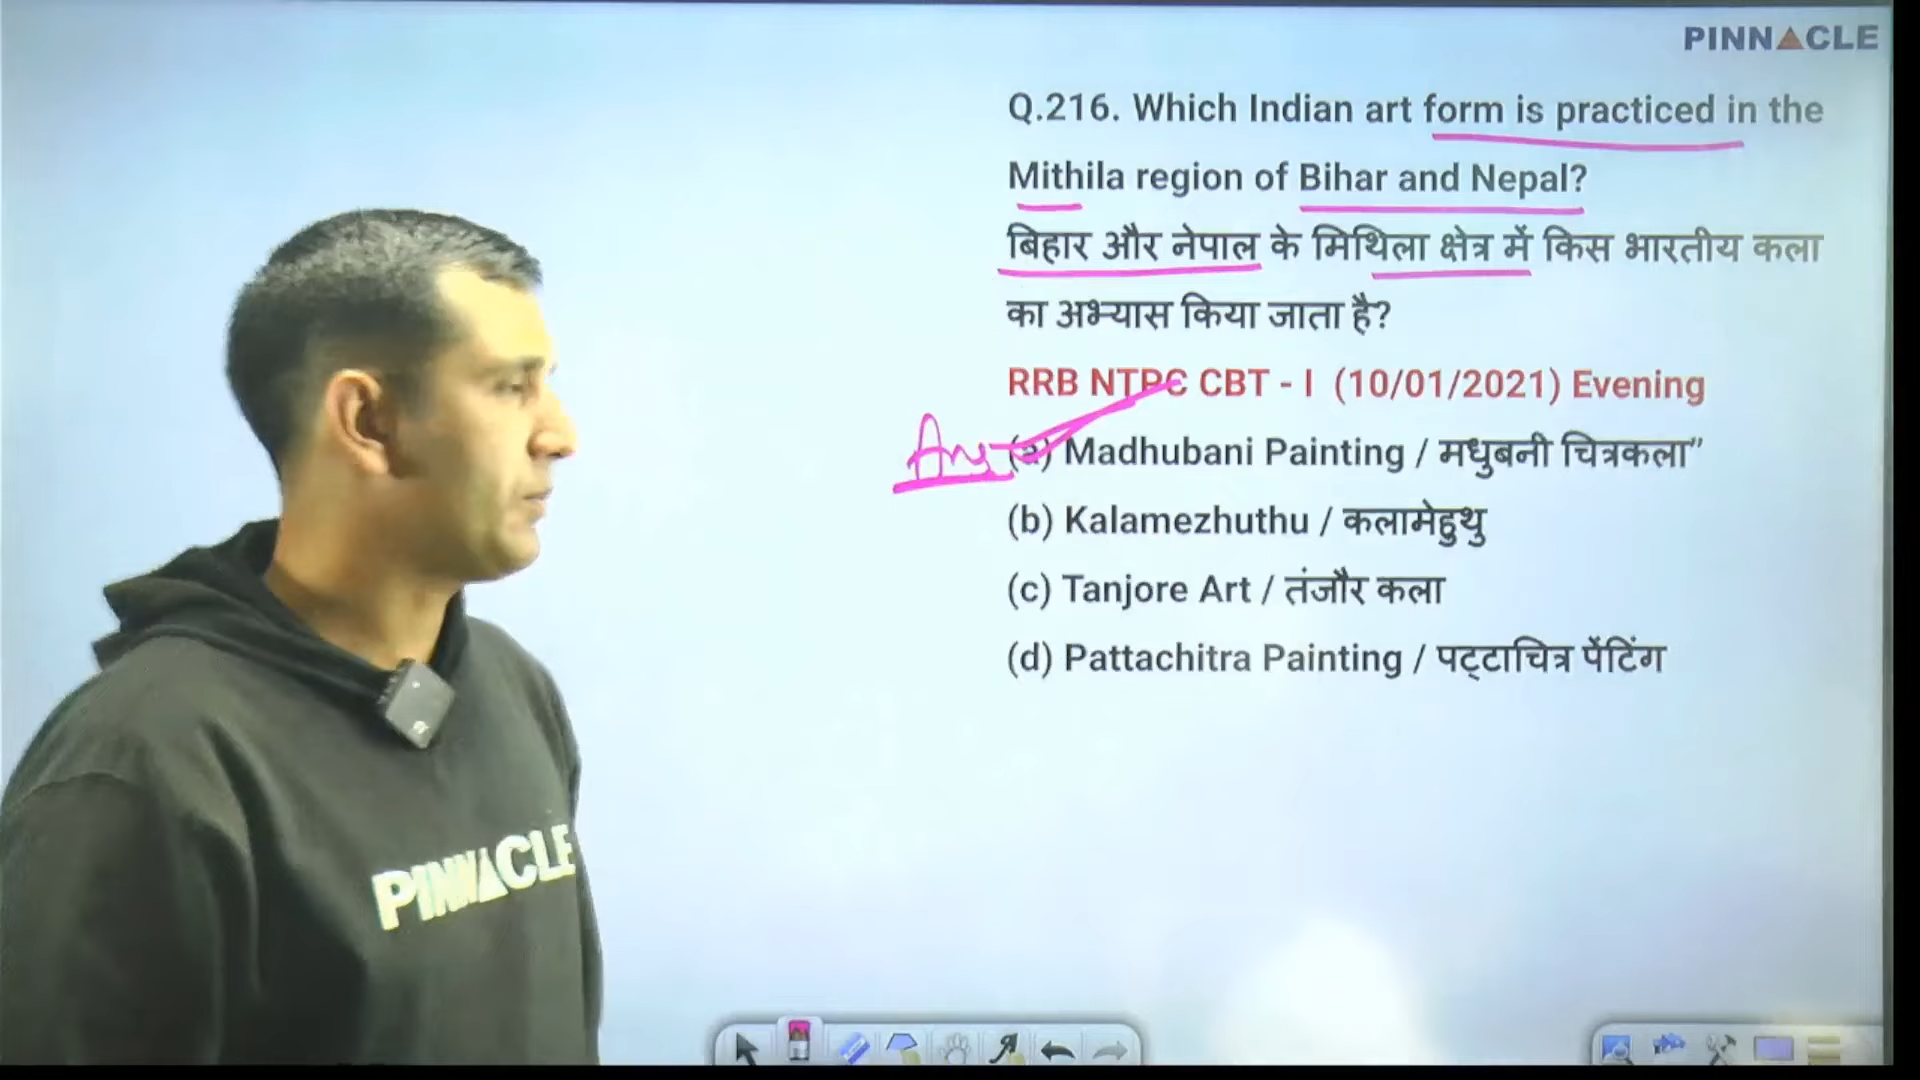 PINNACLE
Q.216. Which Indian art form is practiced in the
Mithila region of Bihar and Nepal?
बिहार और नेपाल के मिथिला क्षेत्र में किस भारतीय कला
का अभ्यास किया जाता है?
RRB NTPC CBT - I (10/01/2021) Evening
Ans (a) Madhubani Painting / मधुबनी चित्रकला”
(b) Kalamezhuthu / कलामेहुथु
(c) Tanjore Art / तंजौर कला
(d) Pattachitra Painting / पट्टाचित्र पेंटिंग
PINNACLE